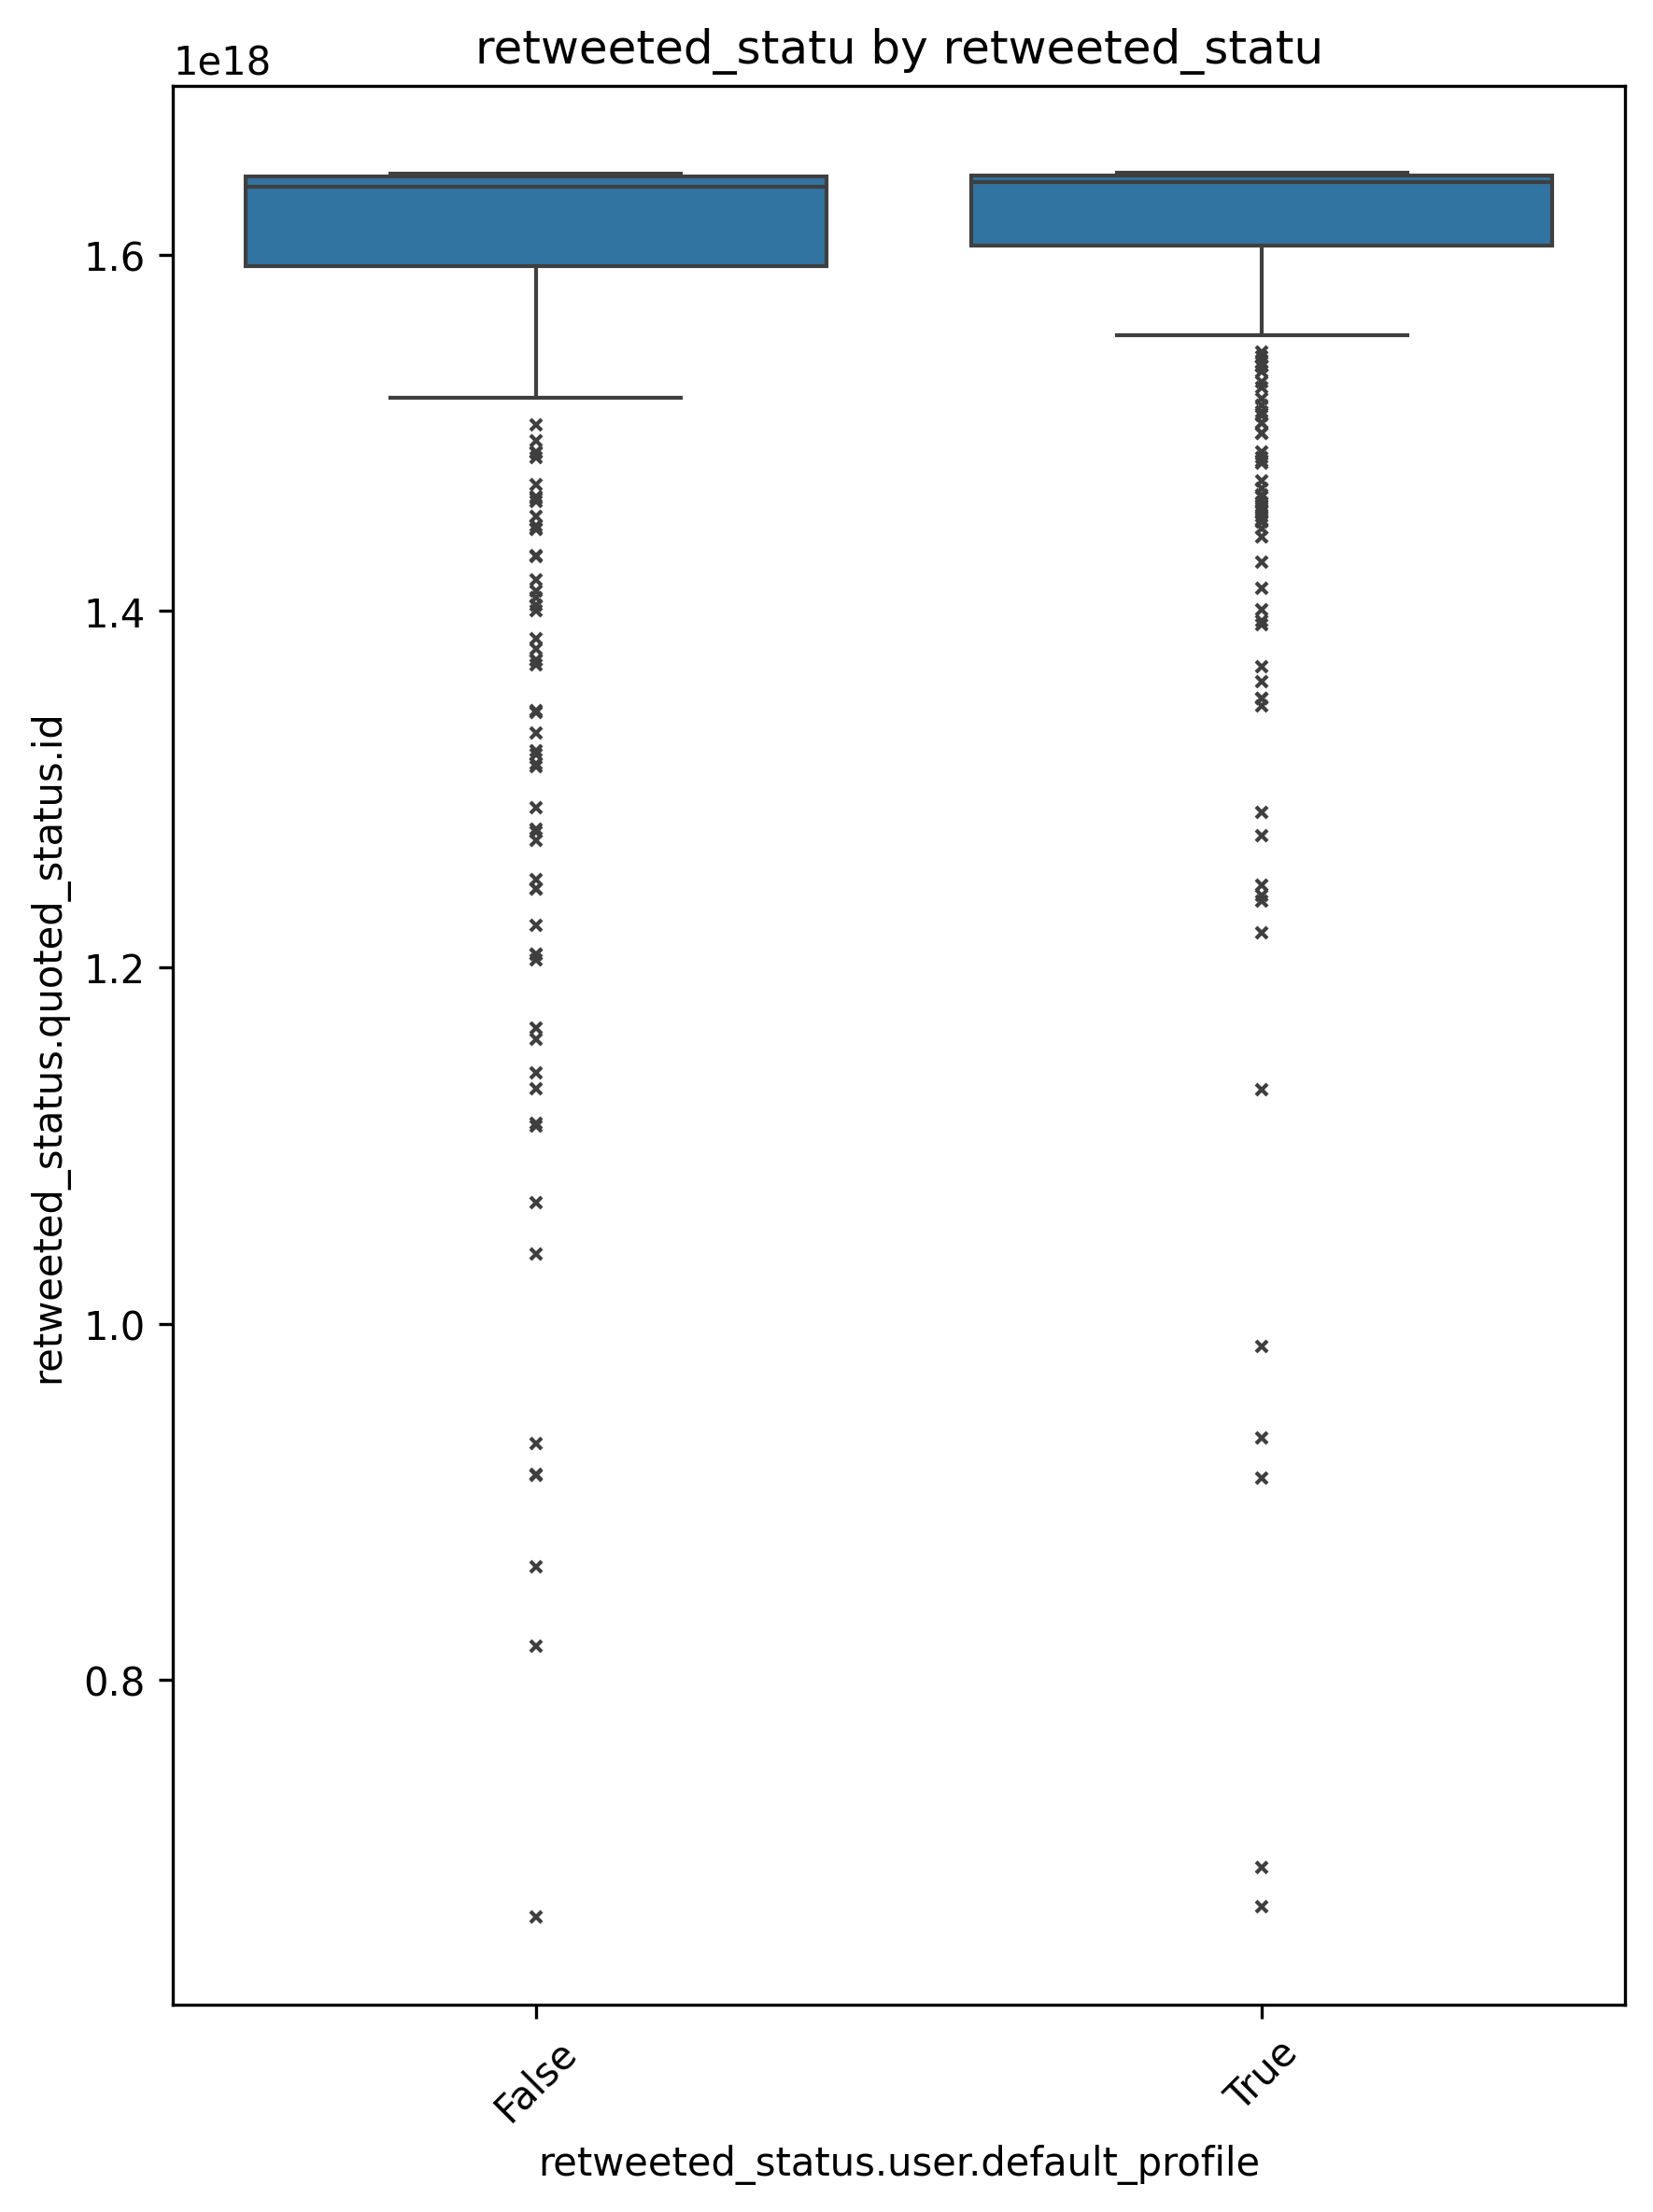 retweeted_statu by retweeted_statu
1e18
1.6
1.4
1.2
1.0
0.8
retweeted_status.quoted_status.id
False
True
retweeted_status.user.default_profile